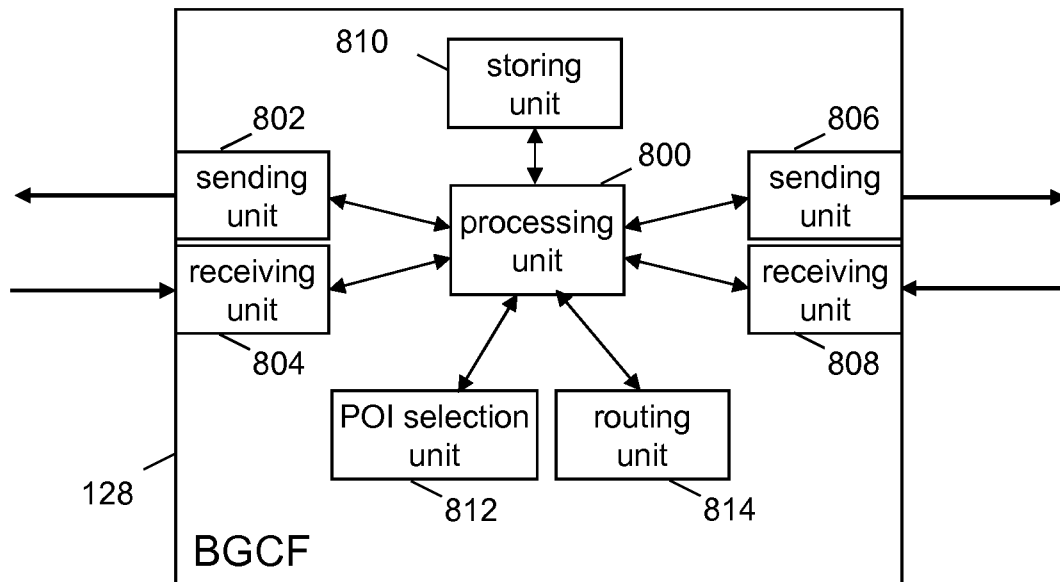 810
storing
unit
802
sending
unit
800
806
sending
unit
processing
unit
receiving
unit
804
receiving
unit
808
POI selection
unit
812
routing
unit
814
128
BGCF